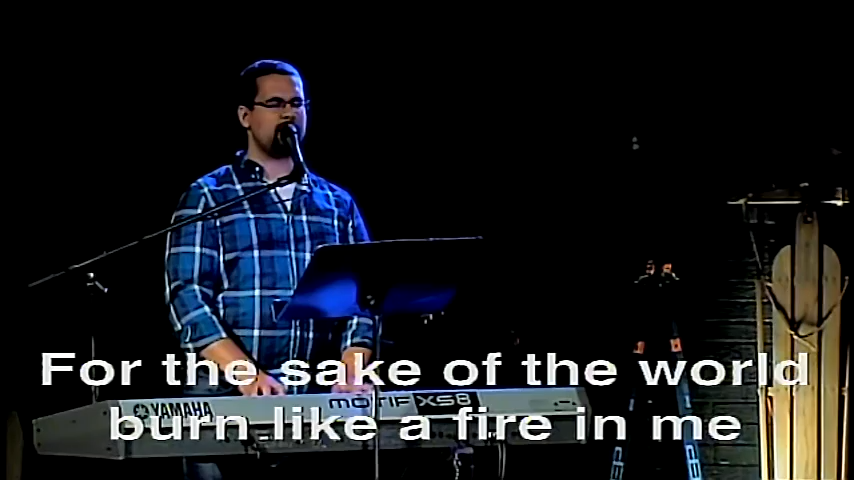 For the sake of the world
burn like a fire in me
YAMAHA
MOTIF XS8